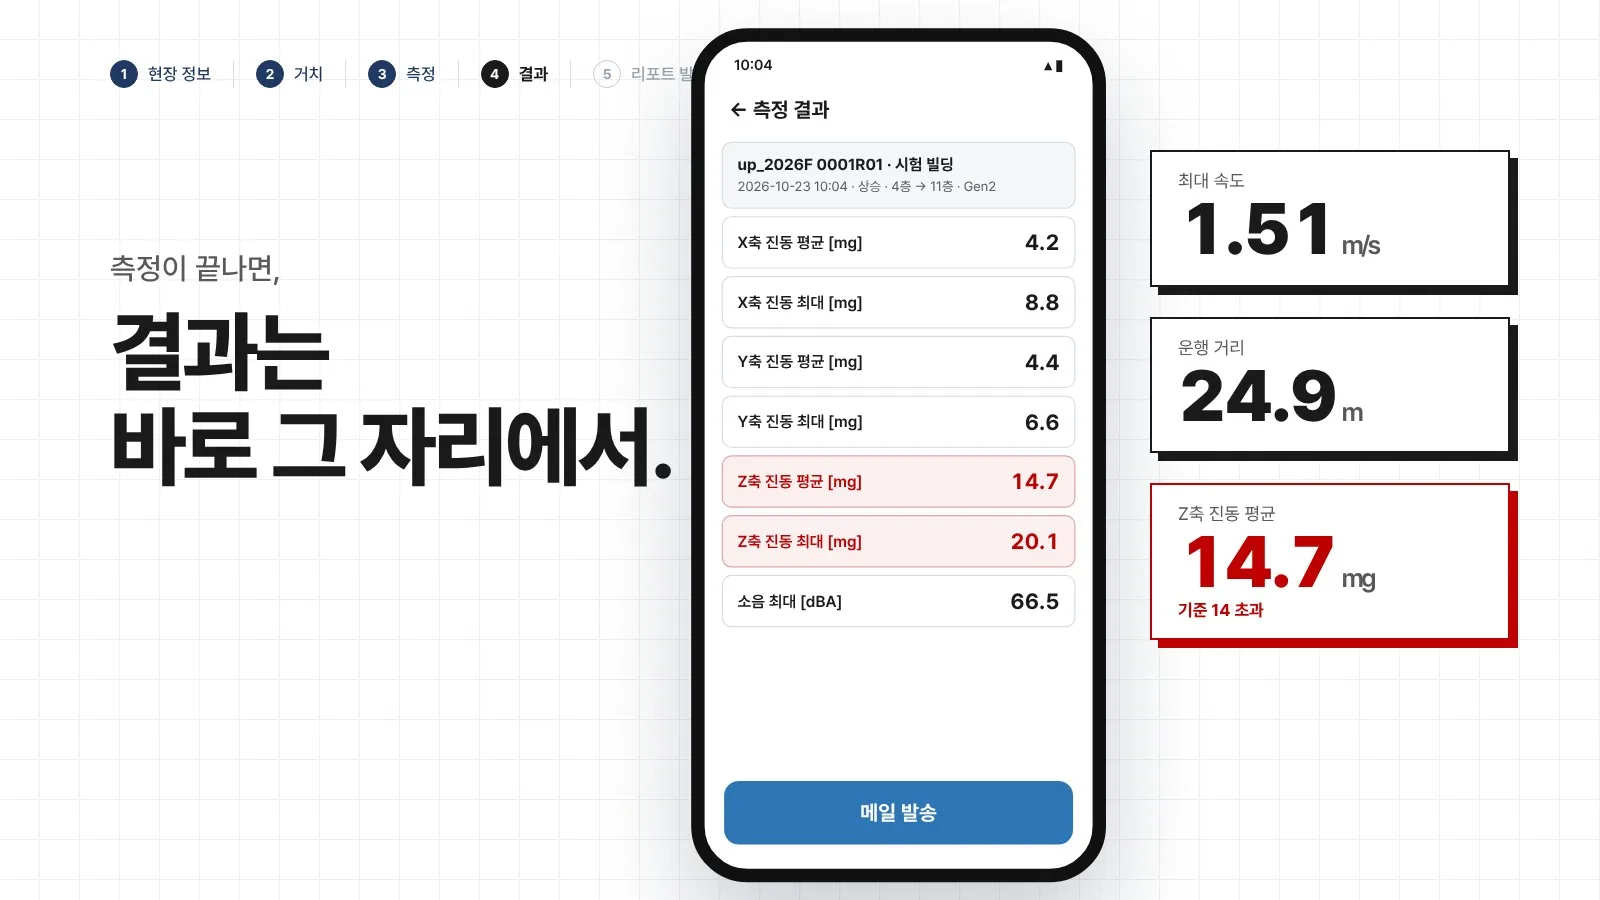 1 현장 정보 2 거치 3 측정 4 결과 5 리포트 발
측정이 끝나면,
결과는
바로 그 자리에서.
10:04
← 측정 결과
up_2026F 0001R01 · 시험 빌딩
2026-10-23 10:04 · 상승 · 4층 → 11층 · Gen2
X축 진동 평균 [mg] 4.2
X축 진동 최대 [mg] 8.8
Y축 진동 평균 [mg] 4.4
Y축 진동 최대 [mg] 6.6
Z축 진동 평균 [mg] 14.7
Z축 진동 최대 [mg] 20.1
소음 최대 [dBA] 66.5
메일 발송
최대 속도
1.51 m/s
운행 거리
24.9 m
Z축 진동 평균
14.7 mg
기준 14 초과